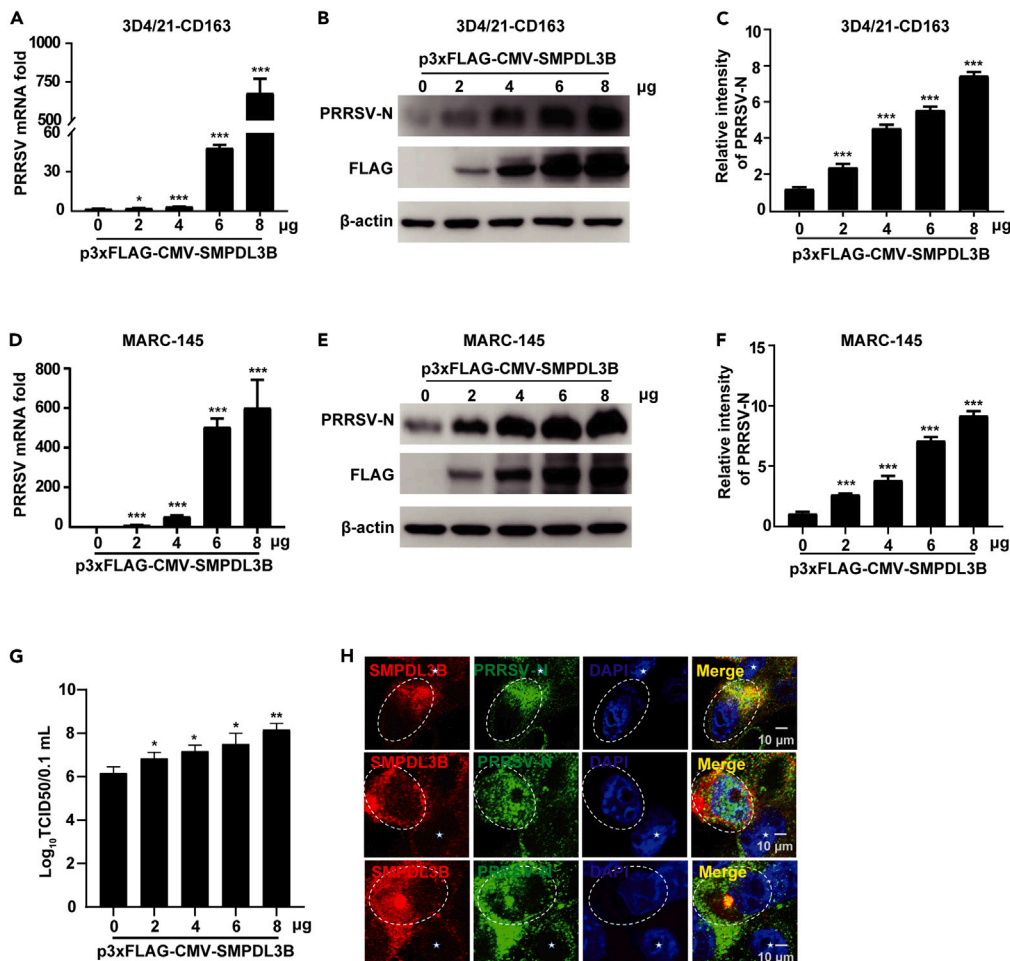 A
3D4/21-CD163
PRRSV mRNA fold
1000
750
500
60
30
0
*
***
***
***
0 2 4 6 8 µg
p3xFLAG-CMV-SMPDL3B
B
3D4/21-CD163
p3xFLAG-CMV-SMPDL3B
0 2 4 6 8 µg
PRRSV-N
FLAG
β-actin
C
3D4/21-CD163
Relative intensity
of PRRSV-N
10
8
6
4
2
0
***
***
***
***
0 2 4 6 8 µg
p3xFLAG-CMV-SMPDL3B
D
MARC-145
PRRSV mRNA fold
800
600
400
200
0
***
***
***
***
0 2 4 6 8 µg
p3xFLAG-CMV-SMPDL3B
E
MARC-145
p3xFLAG-CMV-SMPDL3B
0 2 4 6 8 µg
PRRSV-N
FLAG
β-actin
F
MARC-145
Relative intensity
of PRRSV-N
15
10
5
0
***
***
***
***
0 2 4 6 8 µg
p3xFLAG-CMV-SMPDL3B
G
Log₁₀TCID50/0.1 mL
10
8
6
4
2
0
*
*
*
**
0 2 4 6 8 µg
p3xFLAG-CMV-SMPDL3B
H
SMPDL3B PRRSV-N DAPI Merge
10 µm
SMPDL3B PRRSV-N DAPI Merge
10 µm
SMPDL3B PRRSV-N DAPI Merge
10 µm